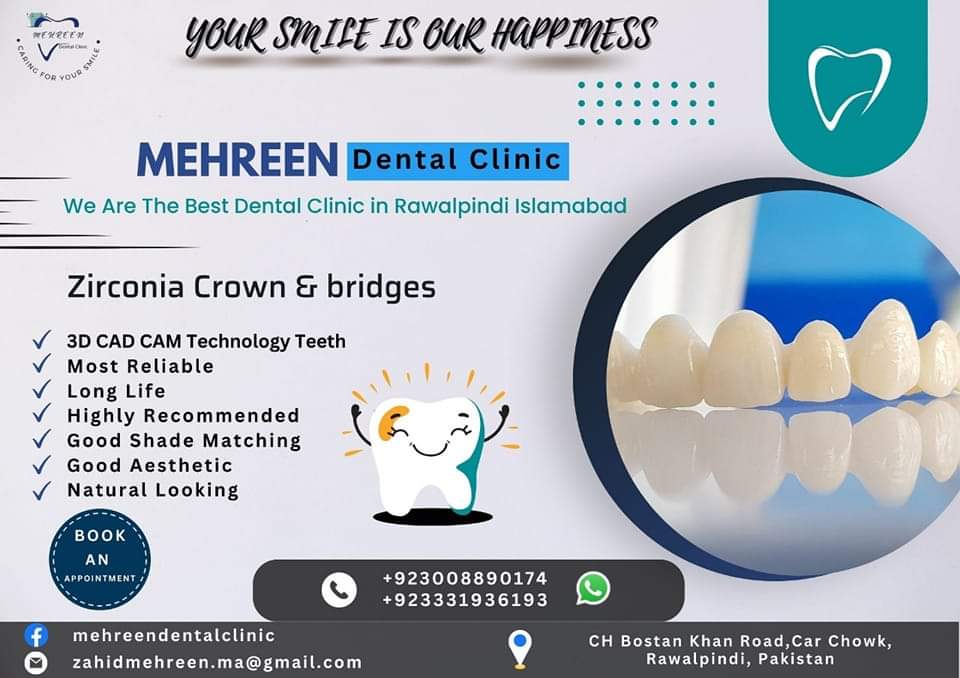 MEHREEN
Dental Clinic
CARING FOR YOUR SMILE
YOUR SMILE IS OUR HAPPINESS
MEHREEN Dental Clinic
We Are The Best Dental Clinic in Rawalpindi Islamabad
Zirconia Crown & bridges
3D CAD CAM Technology Teeth
Most Reliable
Long Life
Highly Recommended
Good Shade Matching
Good Aesthetic
Natural Looking
BOOK
AN
APPOINTMENT
+923008890174
+923331936193
mehreendentalclinic
zahidmehreen.ma@gmail.com
CH Bostan Khan Road,Car Chowk,
Rawalpindi, Pakistan